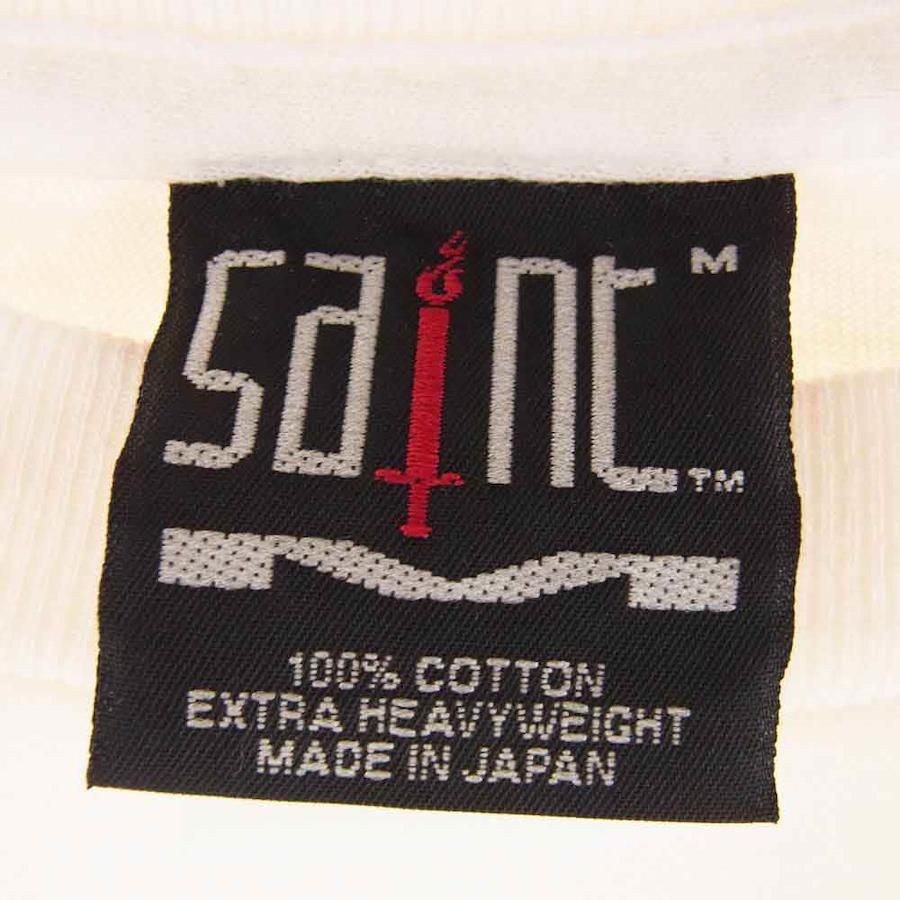 saint M
TM
100% COTTON
EXTRA HEAVYWEIGHT
MADE IN JAPAN